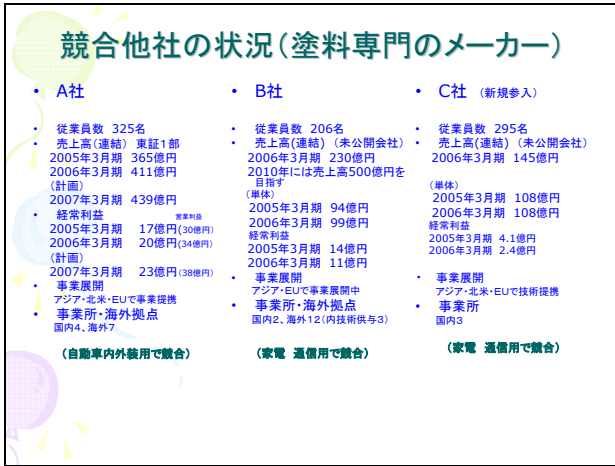 競合他社の状況（塗料専門のメーカー）
• A社
• 従業員数 325名
• 売上高（連結） 東証1部
2005年3月期 365億円
2006年3月期 411億円
(計画)
2007年3月期 439億円
• 経常利益 営業利益
2005年3月期 17億円(30億円)
2006年3月期 20億円(34億円)
(計画)
2007年3月期 23億円(38億円)
• 事業展開
アジア・北米・EUで事業提携
• 事業所・海外拠点
国内4、海外7
（自動車内外装用で競合）
• B社
• 従業員数 206名
• 売上高(連結) （未公開会社）
2006年3月期 230億円
2010年には売上高500億円を
目指す
(単体)
2005年3月期 94億円
2006年3月期 99億円
経常利益
2005年3月期 14億円
2006年3月期 11億円
• 事業展開
アジア・EUで事業展開中
• 事業所・海外拠点
国内2、海外12（内技術供与3）
（家電 通信用で競合）
• C社 （新規参入）
• 従業員数 295名
• 売上高(連結) （未公開会社）
2006年3月期 145億円
(単体)
2005年3月期 108億円
2006年3月期 108億円
経常利益
2005年3月期 4.1億円
2006年3月期 2.4億円
• 事業展開
アジア・北米・EUで技術提携
• 事業所
国内3
（家電 通信用で競合）